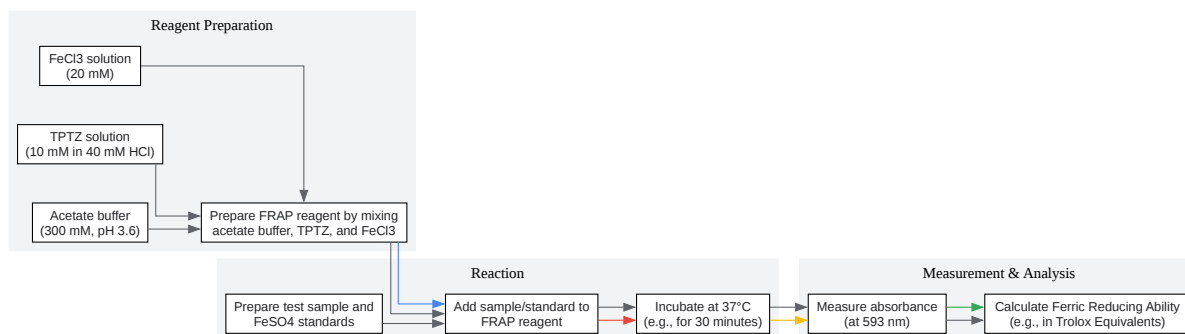 Reagent Preparation
FeCl3 solution
(20 mM)
TPTZ solution
(10 mM in 40 mM HCl)
Acetate buffer
(300 mM, pH 3.6)
Prepare FRAP reagent by mixing
acetate buffer, TPTZ, and FeCl3
Reaction
Prepare test sample and
FeSO4 standards
Add sample/standard to
FRAP reagent
Incubate at 37°C
(e.g., for 30 minutes)
Measurement & Analysis
Measure absorbance
(at 593 nm)
Calculate Ferric Reducing Ability
(e.g., in Trolox Equivalents)